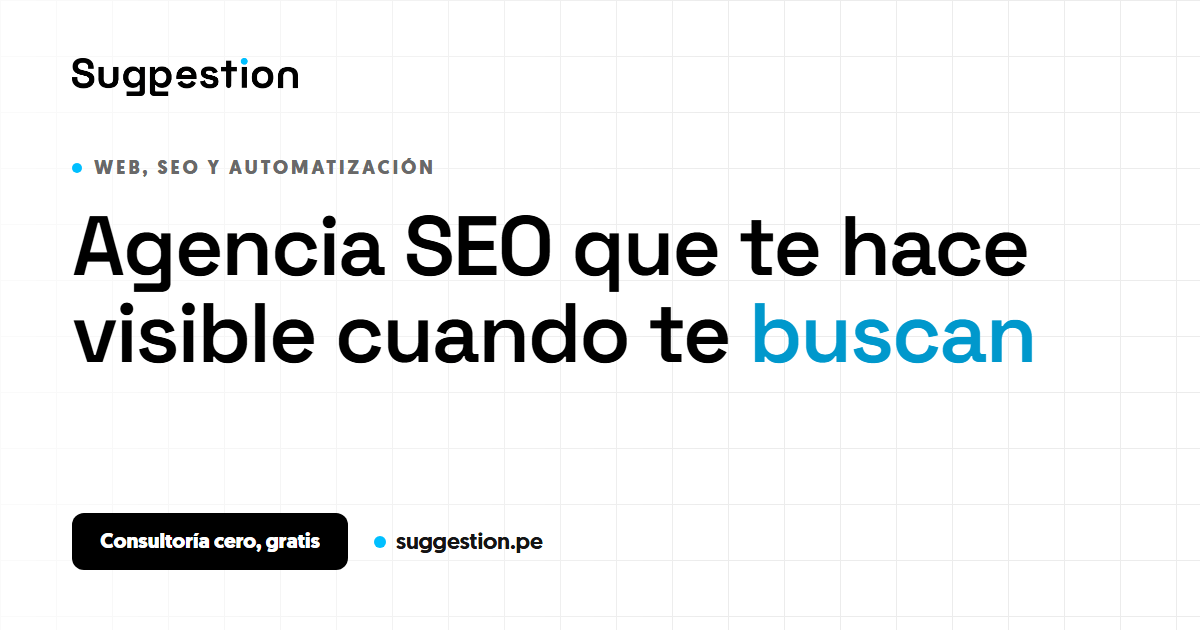 Suggestion
WEB, SEO Y AUTOMATIZACIÓN
Agencia SEO que te hace
visible cuando te buscan
Consultoría cero, gratis
suggestion.pe